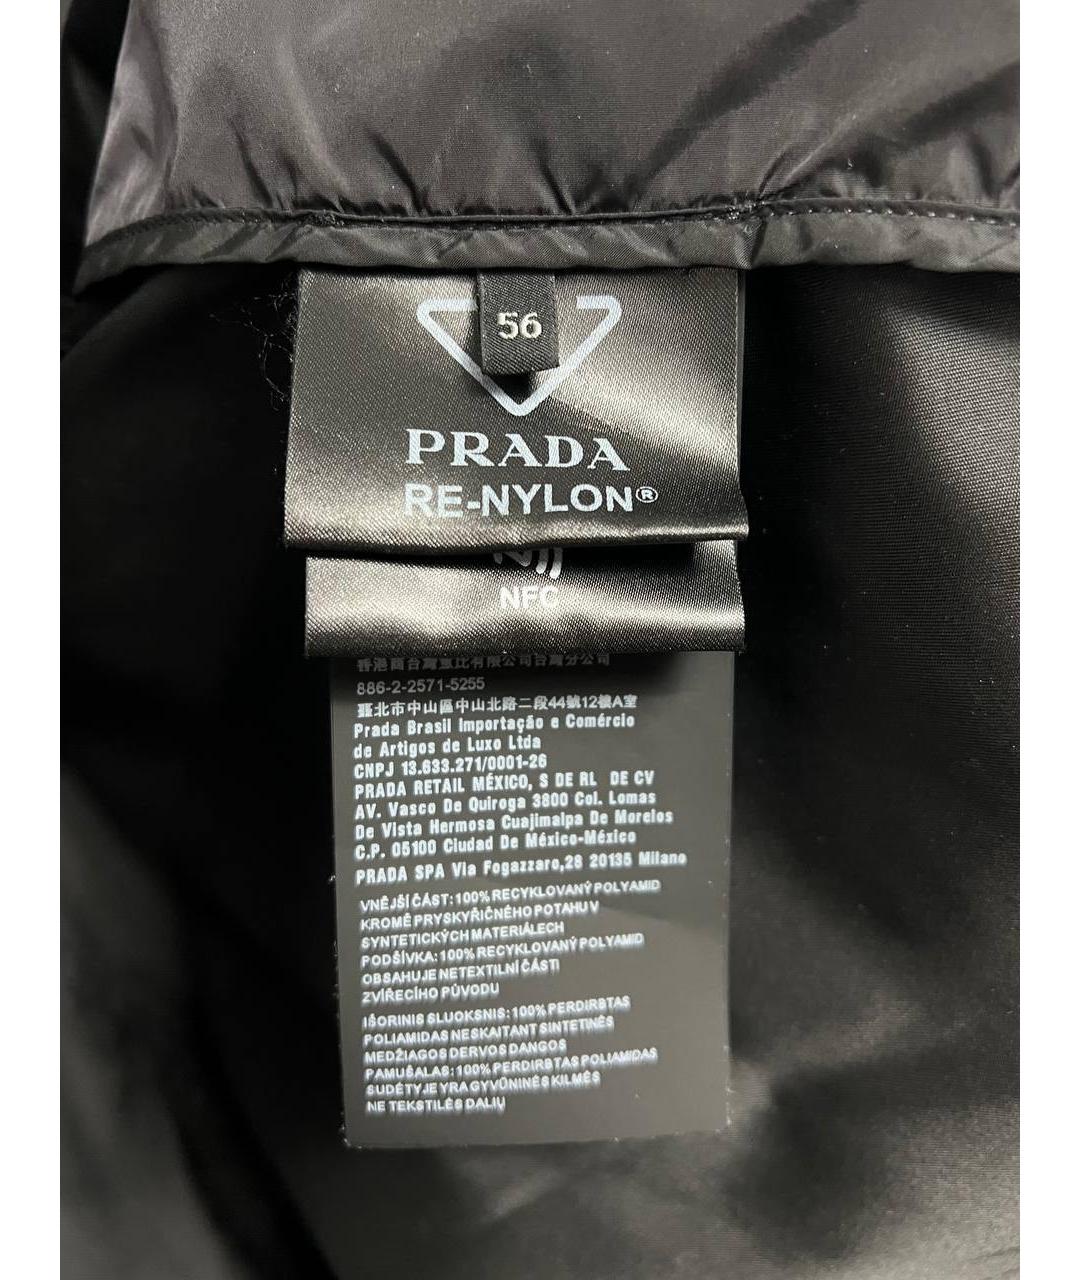 56
PRADA
RE-NYLON®
NFC
香港商台灣惠比有限公司台灣分公司
886-2-2571-5255
臺北市中山區中山北路二段44號12樓A室
Prada Brasil Importação e Comércio
de Artigos de Luxo Ltda
CNPJ 13.633.271/0001-26
PRADA RETAIL MÉXICO, S DE RL DE CV
AV. Vasco De Quiroga 3800 Col. Lomas
De Vista Hermosa Cuajimalpa De Morelos
C.P. 05100 Ciudad De México-México
PRADA SPA Via Fogazzaro,28 20135 Milano
VNĚJŠÍ ČÁST: 100% RECYKLOVANÝ POLYAMID
KROMĚ PRYSKYŘIČNÉHO POTAHU V
SYNTETICKÝCH MATERIÁLECH
PODŠÍVKA: 100% RECYKLOVANÝ POLYAMID
OBSAHUJE NETEXTILNÍ ČÁSTI
ZVÍŘECÍHO PŮVODU
IŠORINIS SLUOKSNIS: 100% PERDIRBTAS
POLIAMIDAS NESKAITANT SINTETINĖS
MEDŽIAGOS DERVOS DANGOS
PAMUŠALAS: 100% PERDIRBTAS POLIAMIDAS
SUDĖTYJE YRA GYVŪNINĖS KILMĖS
NE TEKSTILĖS DALIŲ